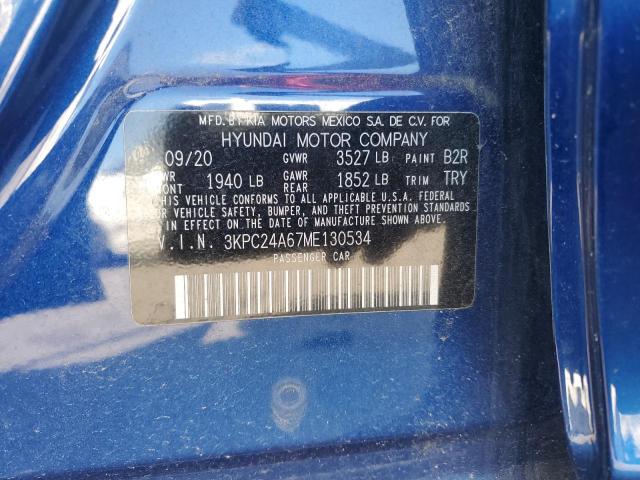 MFD. BY KIA MOTORS MEXICO S.A. DE C.V. FOR
HYUNDAI MOTOR COMPANY
09/20 GVWR 3527 LB PAINT B2R
1940 LB GAWR REAR 1852 LB TRIM TRY
THIS VEHICLE CONFORMS TO ALL APPLICABLE U.S.A. FEDERAL
VEHICLE SAFETY, BUMPER, AND THEFT PREVENTION STANDARDS
IN EFFECT ON THE DATE OF MANUFACTURE SHOWN ABOVE.
V.I.N. 3KPC24A67ME130534
PASSENGER CAR